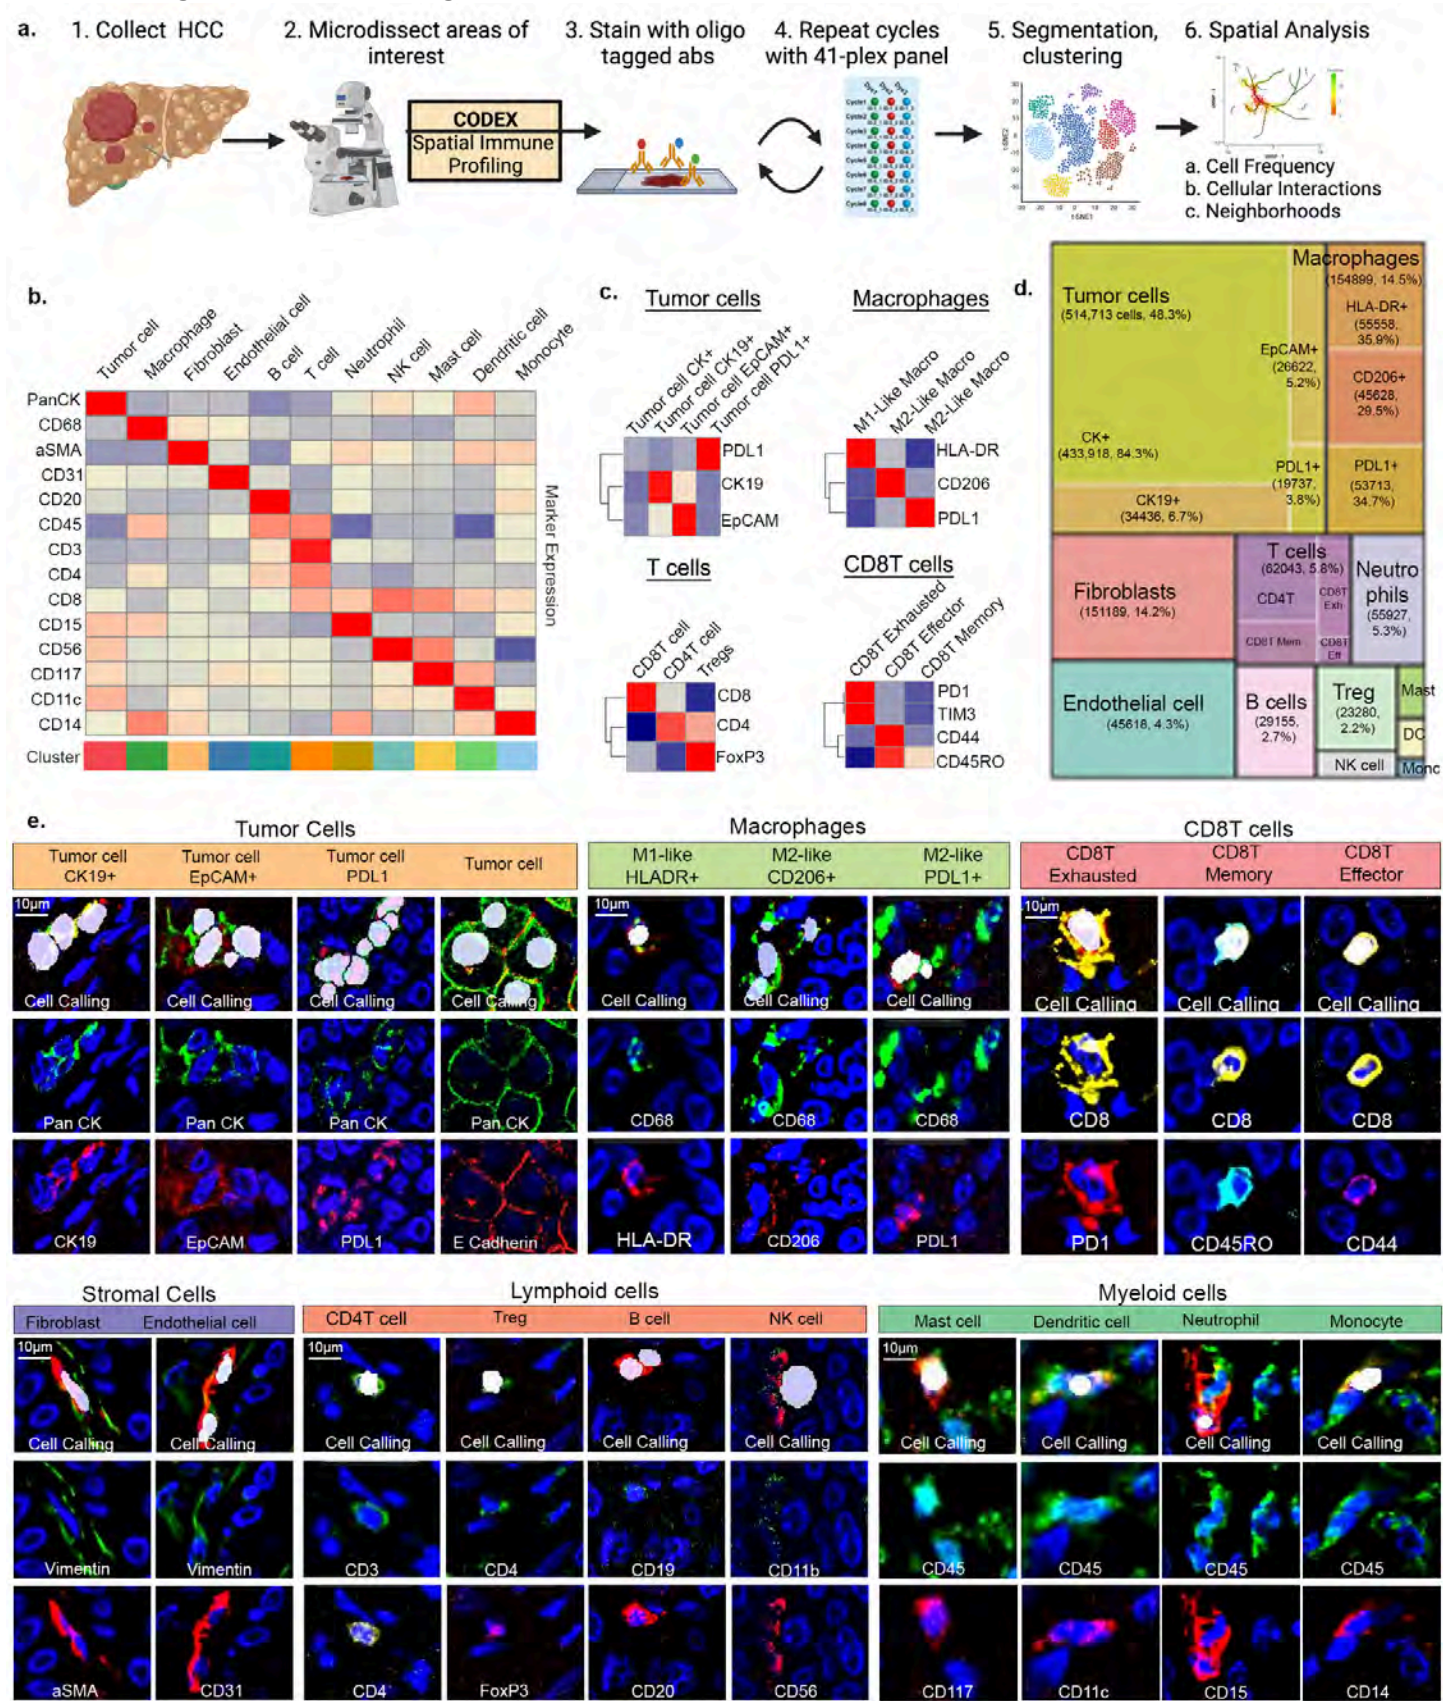 a.
1. Collect HCC
2. Microdissect areas of
interest
3. Stain with oligo
tagged abs
4. Repeat cycles
with 41-plex panel
5. Segmentation,
clustering
6. Spatial Analysis
CODEX
Spatial Immune
Profiling
Cycle1
Cycle2
Cycle3
Cycle4
Cycle5
Cycle6
Cycle7
Cycle8
t-SNE2
t-SNE1
a. Cell Frequency
b. Cellular Interactions
c. Neighborhoods
b.
Tumor cell
Macrophage
Fibroblast
Endothelial cell
B cell
T cell
Neutrophil
NK cell
Mast cell
Dendritic cell
Monocyte
PanCK
CD68
aSMA
CD31
CD20
CD45
CD3
CD4
CD8
CD15
CD56
CD117
CD11c
CD14
Cluster
Marker Expression
c.
Tumor cells
Tumor cell CK+
Tumor cell CK19+
Tumor cell EpCAM+
Tumor cell PDL1+
PDL1
CK19
EpCAM
Macrophages
M1-Like Macro
M2-Like Macro
M2-Like Macro
HLA-DR
CD206
PDL1
T cells
CD8T cell
CD4T cell
Tregs
CD8
CD4
FoxP3
CD8T cells
CD8T Exhausted
CD8T Effector
CD8T Memory
PD1
TIM3
CD44
CD45RO
d.
Tumor cells
(514,713 cells, 48.3%)
CK+
(433,918, 84.3%)
CK19+
(34436, 6.7%)
EpCAM+
(26622,
5.2%)
PDL1+
(19737,
3.8%)
Macrophages
(154899, 14.5%)
HLA-DR+
(55558,
35.9%)
CD206+
(45628,
29.5%)
PDL1+
(53713,
34.7%)
Fibroblasts
(151189, 14.2%)
T cells
(62043, 5.8%)
CD4T
CD8T
Exh
CD8T Mem
CD8T
Eff
Neutro
phils
(55927,
5.3%)
Endothelial cell
(45618, 4.3%)
B cells
(29155,
2.7%)
Treg
(23280,
2.2%)
NK cell
Mast
DC
Monc
e.
Tumor Cells
Tumor cell
CK19+
Tumor cell
EpCAM+
Tumor cell
PDL1
Tumor cell
10µm
Cell Calling
Cell Calling
Cell Calling
Cell Calling
Pan CK
Pan CK
Pan CK
Pan CK
CK19
EpCAM
PDL1
E Cadherin
Macrophages
M1-like
HLADR+
M2-like
CD206+
M2-like
PDL1+
10µm
Cell Calling
Cell Calling
Cell Calling
CD68
CD68
CD68
HLA-DR
CD206
PDL1
CD8T cells
CD8T
Exhausted
CD8T
Memory
CD8T
Effector
10µm
Cell Calling
Cell Calling
Cell Calling
CD8
CD8
CD8
PD1
CD45RO
CD44
Stromal Cells
Fibroblast
Endothelial cell
10µm
Cell Calling
Cell Calling
Vimentin
Vimentin
aSMA
CD31
Lymphoid cells
CD4T cell
Treg
B cell
NK cell
10µm
Cell Calling
Cell Calling
Cell Calling
Cell Calling
CD3
CD4
CD19
CD11b
CD4
FoxP3
CD20
CD56
Myeloid cells
Mast cell
Dendritic cell
Neutrophil
Monocyte
10µm
Cell Calling
Cell Calling
Cell Calling
Cell Calling
CD45
CD45
CD45
CD45
CD117
CD11c
CD15
CD14